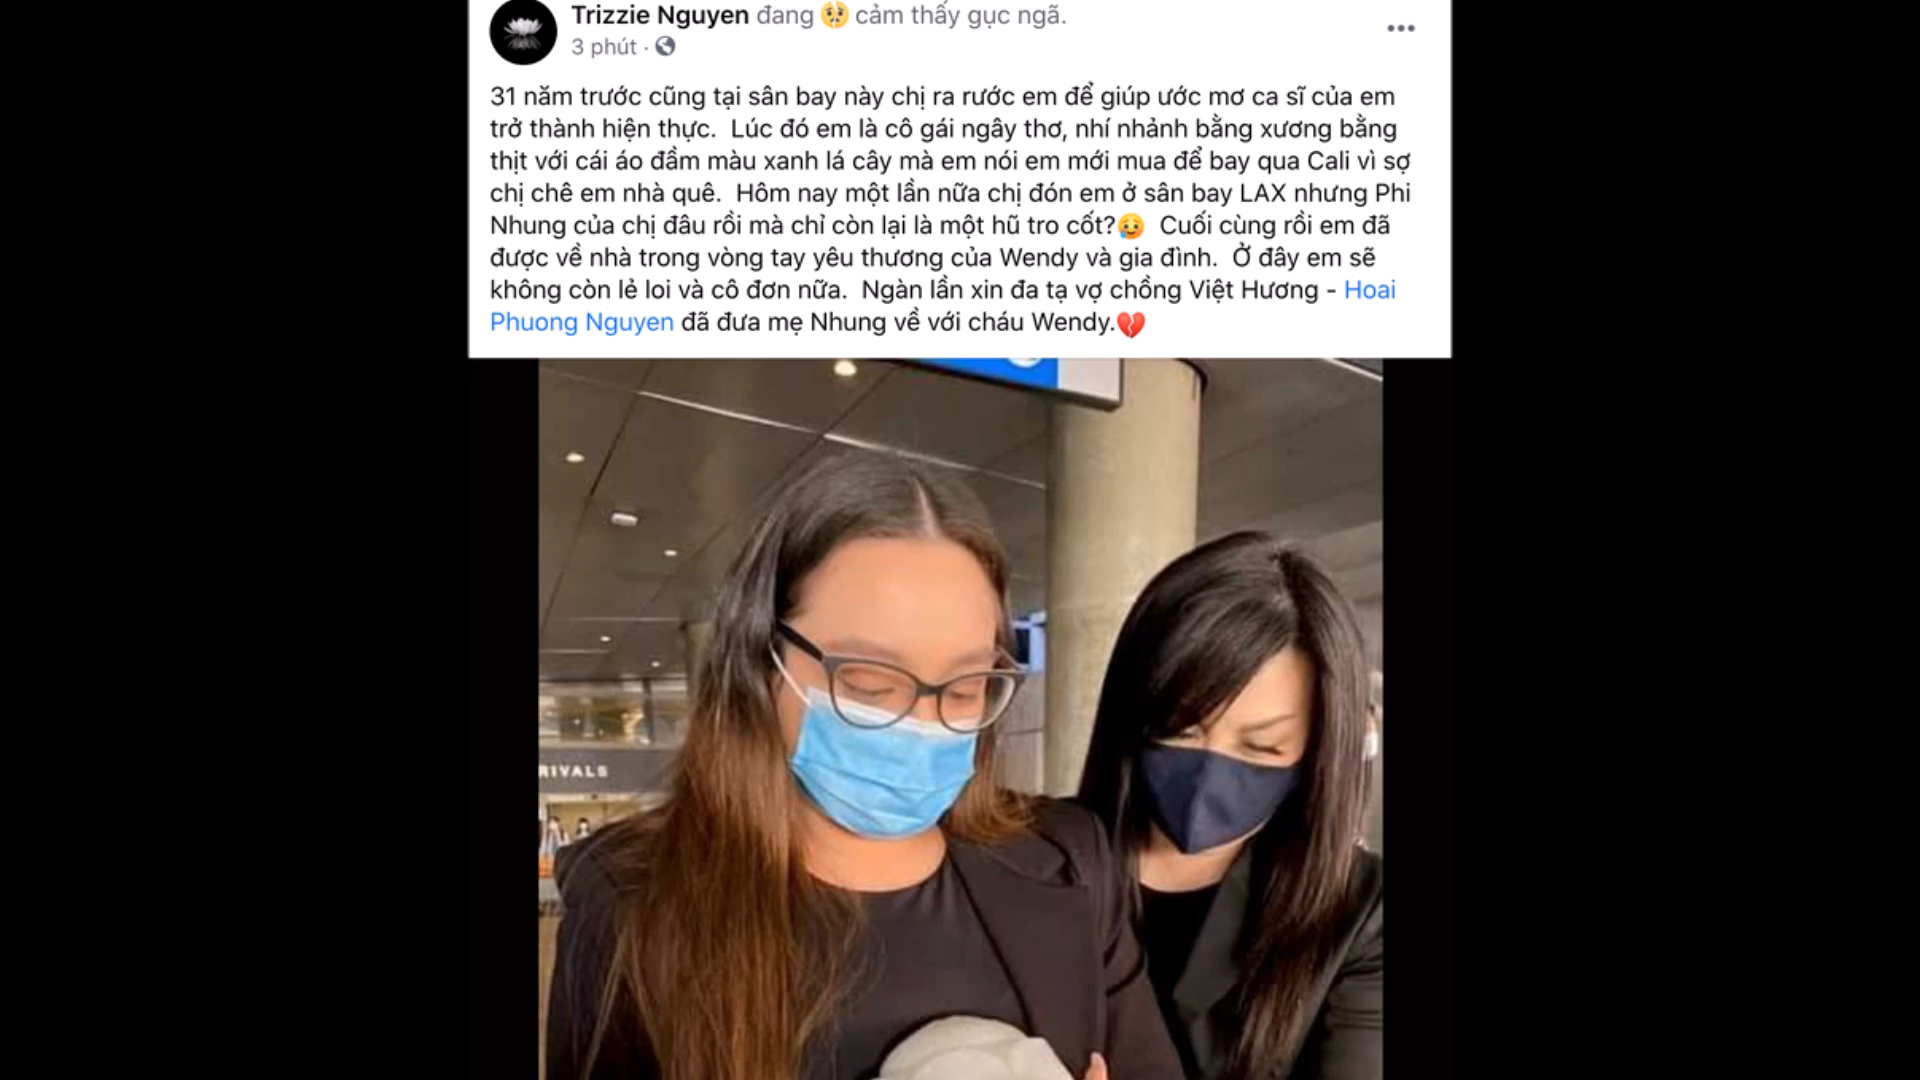 Trizzie Nguyen đang 😢 cảm thấy gục ngã.
3 phút ·
31 năm trước cũng tại sân bay này chị ra rước em để giúp ước mơ ca sĩ của em
trở thành hiện thực. Lúc đó em là cô gái ngây thơ, nhí nhảnh bằng xương bằng
thịt với cái áo đầm màu xanh lá cây mà em nói em mới mua để bay qua Cali vì sợ
chị chê em nhà quê. Hôm nay một lần nữa chị đón em ở sân bay LAX nhưng Phi
Nhung của chị đâu rồi mà chỉ còn lại là một hũ tro cốt?😥 Cuối cùng rồi em đã
được về nhà trong vòng tay yêu thương của Wendy và gia đình. Ở đây em sẽ
không còn lẻ loi và cô đơn nữa. Ngàn lần xin đa tạ vợ chồng Việt Hương - Hoai
Phuong Nguyen đã đưa mẹ Nhung về với cháu Wendy.💔
RIVALS